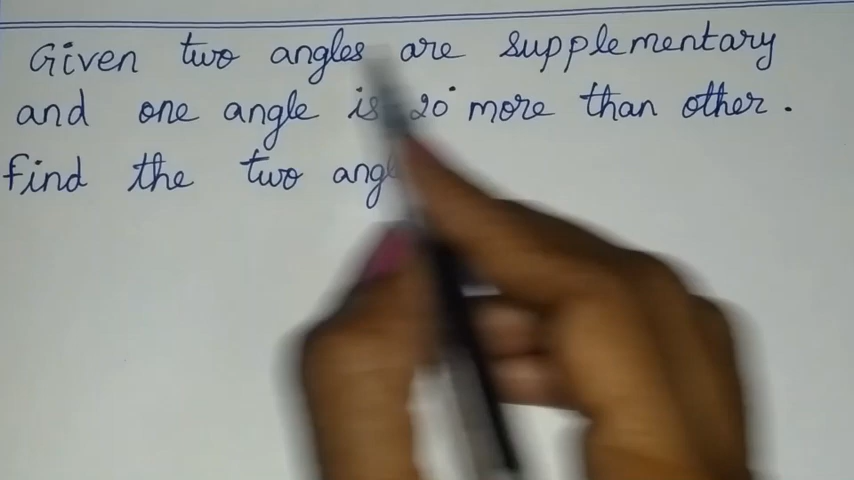 Given two angles are supplementary
and one angle is 20° more than other.
find the two